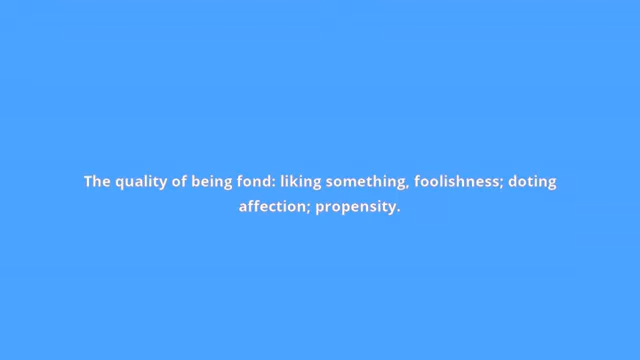 The quality of being fond: liking something, foolishness; doting
affection; propensity.